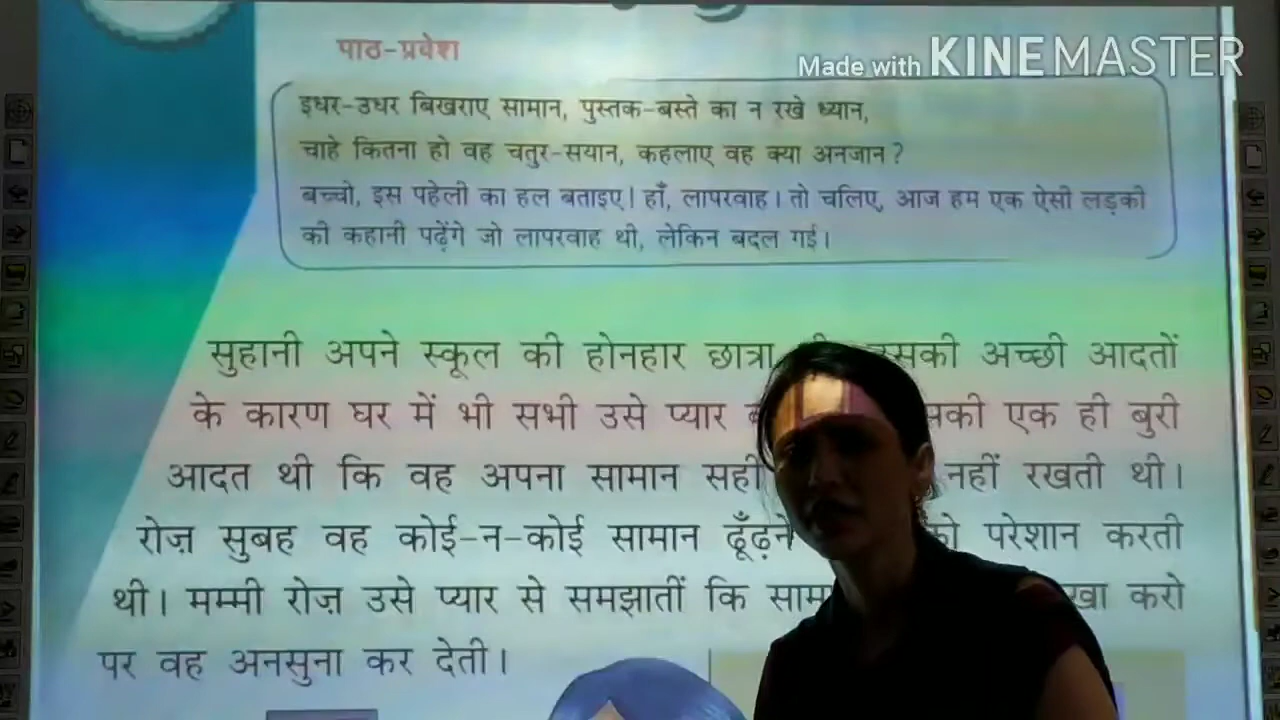 पाठ-प्रवेश
Made with KINEMASTER
इधर-उधर बिखराए सामान, पुस्तक-बस्ते का न रखे ध्यान,
चाहे कितना हो वह चतुर-सयान, कहलाए वह क्या अनजान?
बच्चो, इस पहेली का हल बताइए। हाँ, लापरवाह। तो चलिए, आज हम एक ऐसी लड़की
की कहानी पढ़ेंगे जो लापरवाह थी, लेकिन बदल गई।
सुहानी अपने स्कूल की होनहार छात्रा उसकी अच्छी आदतों
के कारण घर में भी सभी उसे प्यार एक ही बुरी
आदत थी कि वह अपना सामान सही नहीं रखती थी।
रोज़ सुबह वह कोई-न-कोई सामान ढूँढ़ने को परेशान करती
थी। मम्मी रोज़ उसे प्यार से समझातीं कि करो
पर वह अनसुना कर देती।